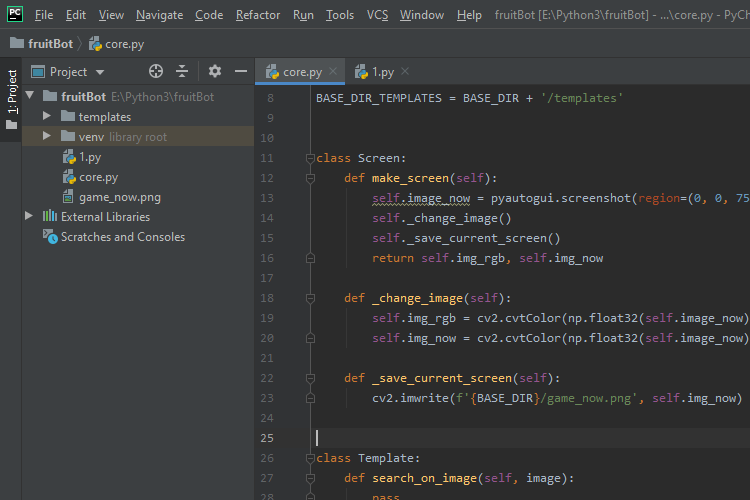 PC File Edit View Navigate Code Refactor Run Tools VCS Window Help fruitBot [E:\Python3\fruitBot] - ...\core.py - PyCh
fruitBot core.py
1: Project
Project
fruitBot E:\Python3\fruitBot
templates
venv library root
1.py
core.py
game_now.png
External Libraries
Scratches and Consoles
core.py 1.py
8 BASE_DIR_TEMPLATES = BASE_DIR + '/templates'
9
10
11 class Screen:
12 def make_screen(self):
13 self.image_now = pyautogui.screenshot(region=(0, 0, 75
14 self._change_image()
15 self._save_current_screen()
16 return self.img_rgb, self.img_now
17
18 def _change_image(self):
19 self.img_rgb = cv2.cvtColor(np.float32(self.image_now)
20 self.img_now = cv2.cvtColor(np.float32(self.image_now)
21
22 def _save_current_screen(self):
23 cv2.imwrite(f'{BASE_DIR}/game_now.png', self.img_now)
24
25
26 class Template:
27 def search_on_image(self, image):
28 pass